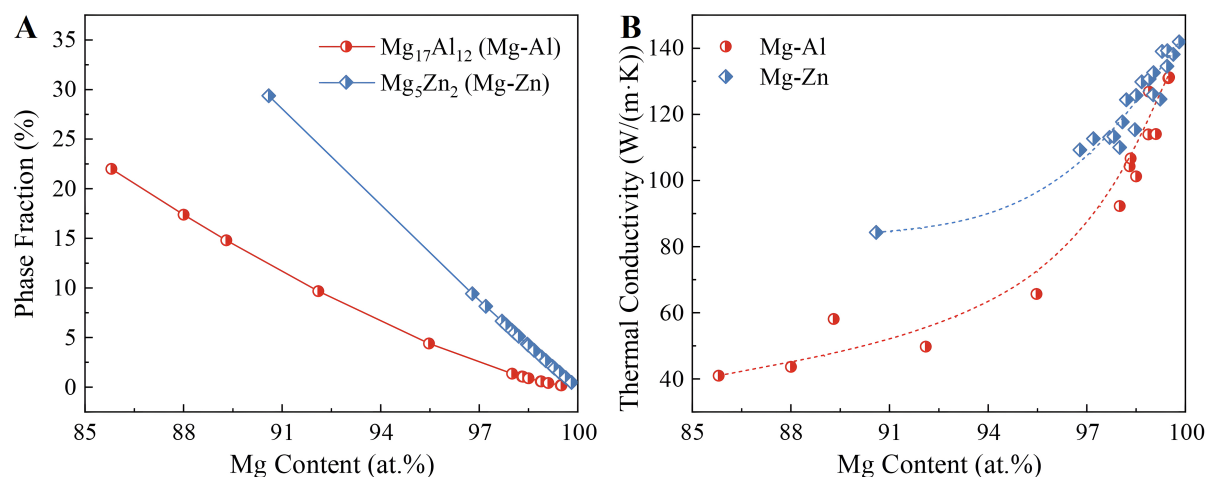 A
Phase Fraction (%)
35
30
25
20
15
10
5
0
Mg₁₇Al₁₂ (Mg-Al)
Mg₅Zn₂ (Mg-Zn)
85 88 91 94 97 100
Mg Content (at.%)
B
Thermal Conductivity (W/(m·K))
140
120
100
80
60
40
Mg-Al
Mg-Zn
85 88 91 94 97 100
Mg Content (at.%)